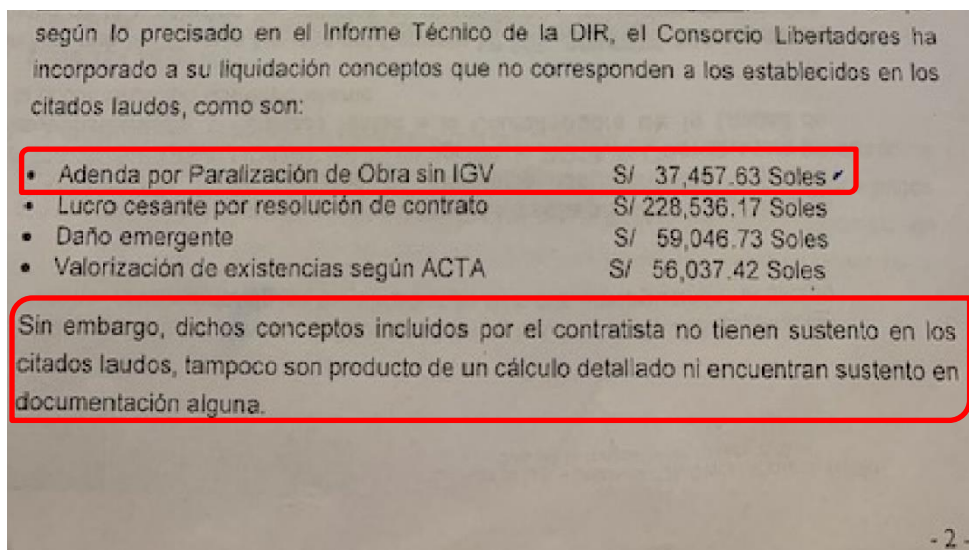 según lo precisado en el Informe Técnico de la DIR, el Consorcio Libertadores ha
incorporado a su liquidación conceptos que no corresponden a los establecidos en los
citados laudos, como son:
• Adenda por Paralización de Obra sin IGV S/ 37,457.63 Soles
• Lucro cesante por resolución de contrato S/ 228,536.17 Soles
• Daño emergente S/ 59,046.73 Soles
• Valorización de existencias según ACTA S/ 56,037.42 Soles
Sin embargo, dichos conceptos incluidos por el contratista no tienen sustento en los
citados laudos, tampoco son producto de un cálculo detallado ni encuentran sustento en
documentación alguna.
- 2 -